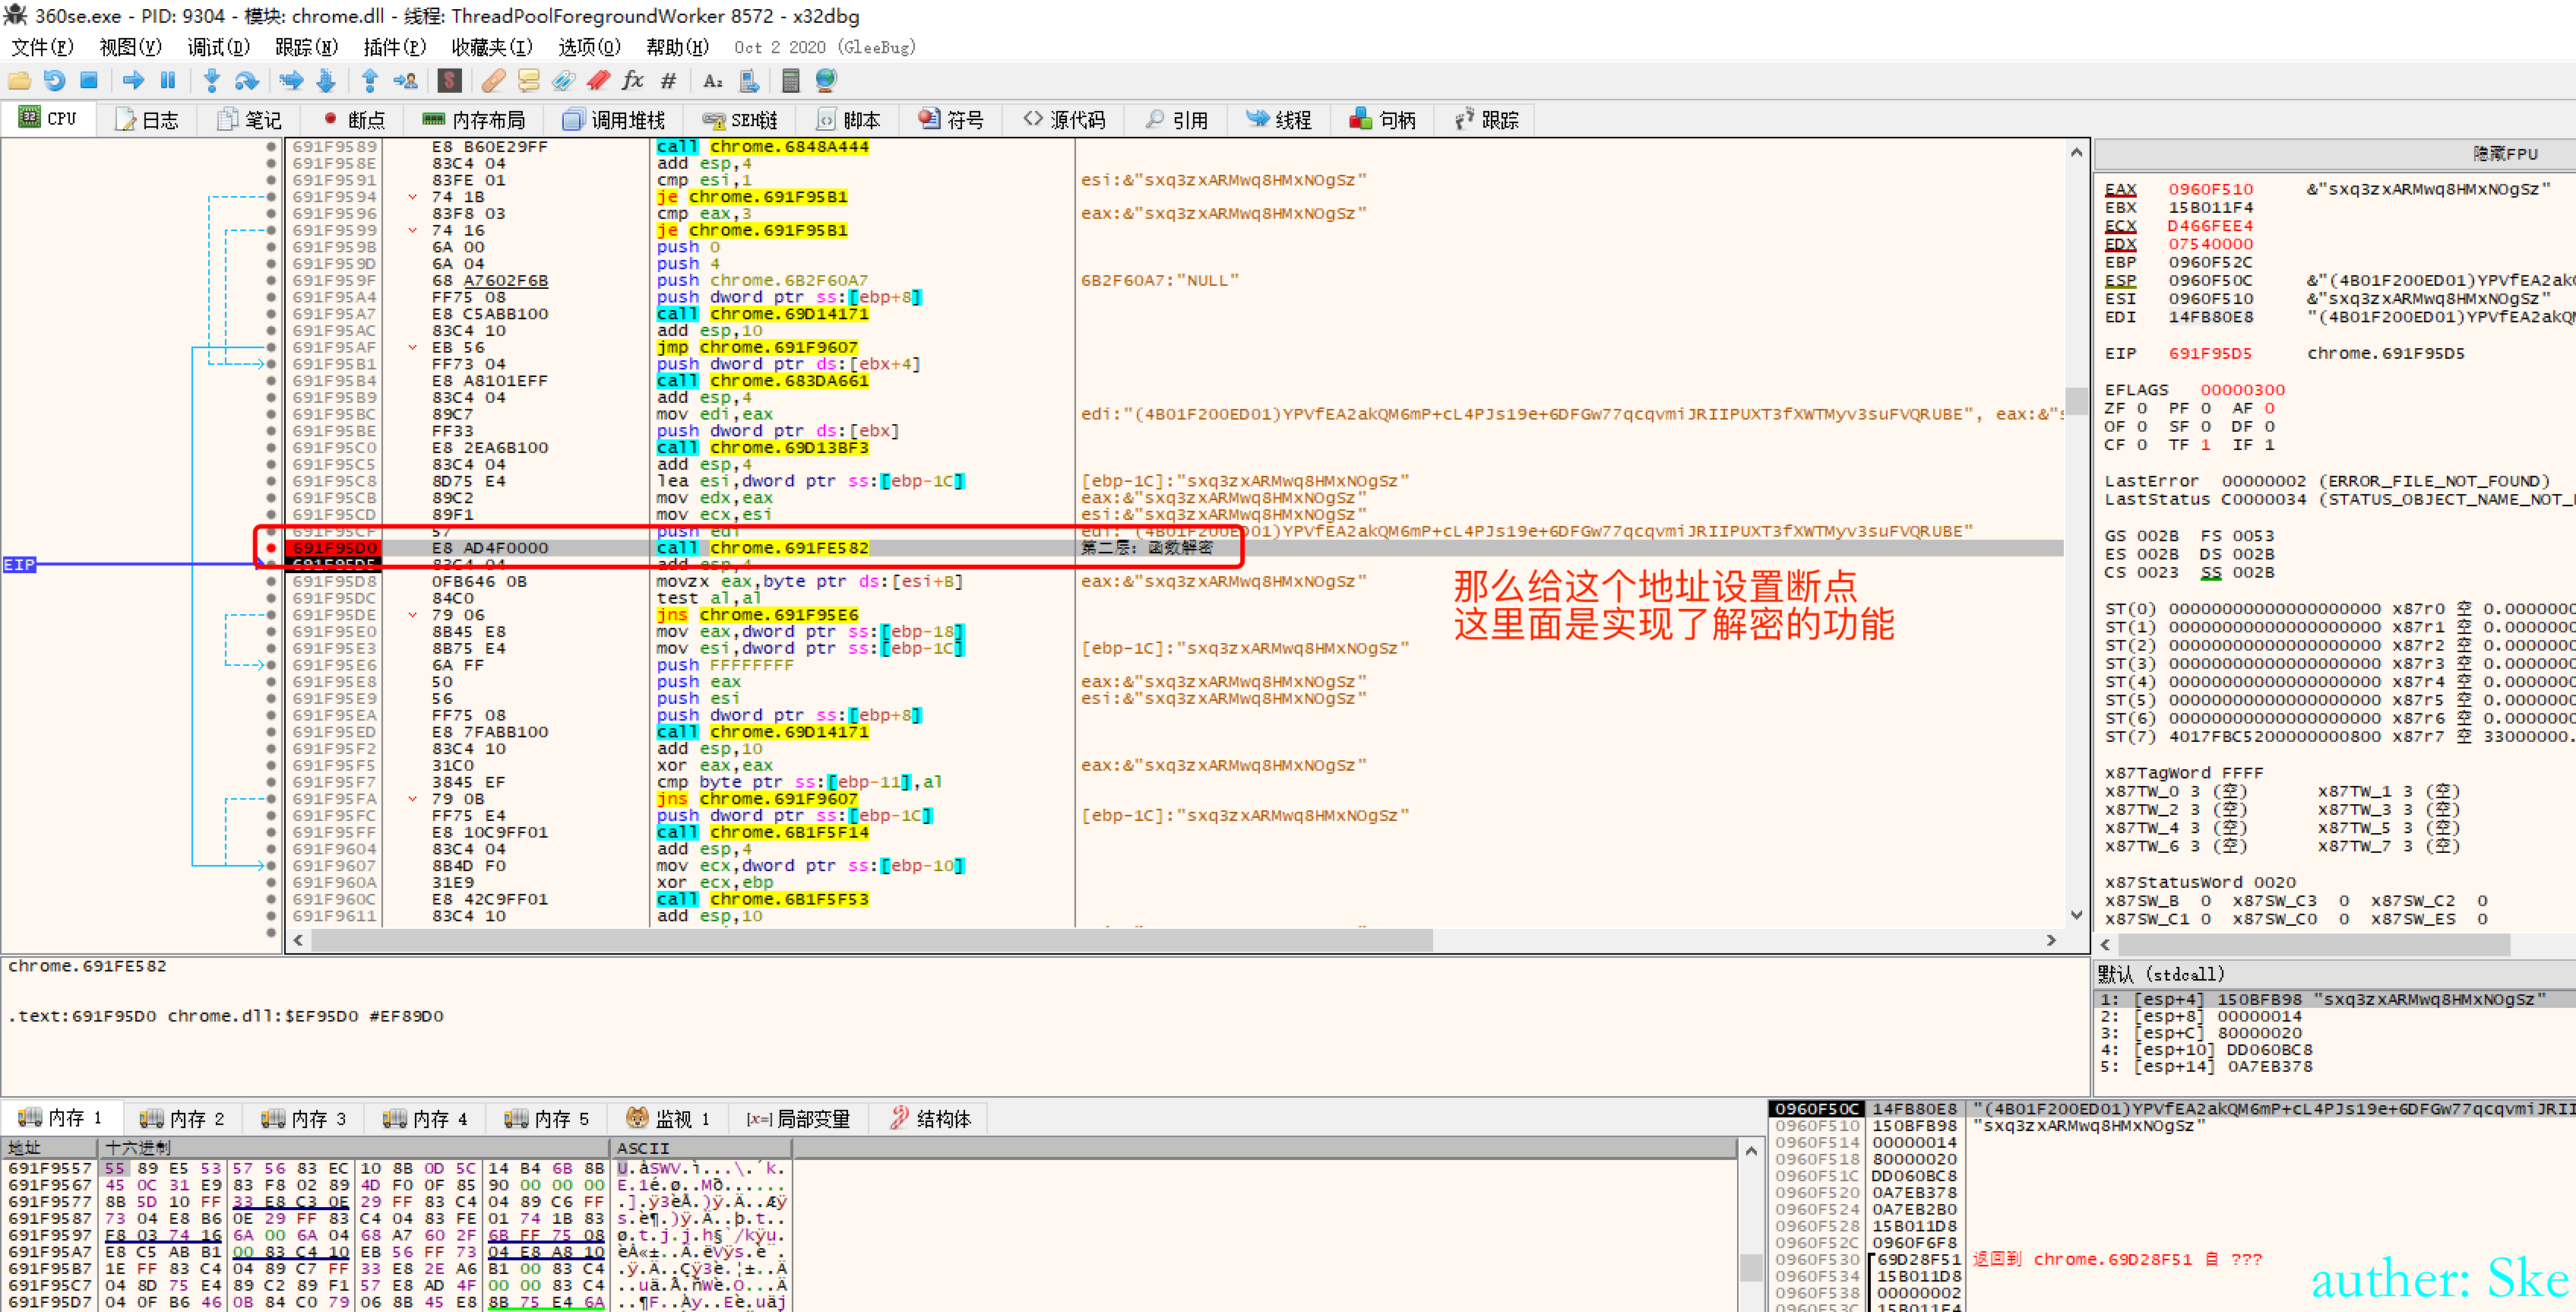 360se.exe - PID: 9304 - 模块: chrome.dll - 线程: ThreadPoolForegroundWorker 8572 - x32dbg
文件(F) 视图(V) 调试(D) 跟踪(N) 插件(P) 收藏夹(I) 选项(O) 帮助(H) Oct 2 2020 (GleeBug)
CPU 日志 笔记 断点 内存布局 调用堆栈 SEH链 脚本 符号 源代码 引用 线程 句柄 跟踪
691F9589 E8 B60E29FF call chrome.6848A444
691F958E 83C4 04 add esp,4
691F9591 83FE 01 cmp esi,1 esi:&"sxq3zxARMwq8HMxNOgSz"
691F9594 74 1B je chrome.691F95B1
691F9596 83F8 03 cmp eax,3 eax:&"sxq3zxARMwq8HMxNOgSz"
691F9599 74 16 je chrome.691F95B1
691F959B 6A 00 push 0
691F959D 6A 04 push 4
691F959F 68 A7602F6B push chrome.6B2F60A7 6B2F60A7:"NULL"
691F95A4 FF75 08 push dword ptr ss:[ebp+8]
691F95A7 E8 C5ABB100 call chrome.69D14171
691F95AC 83C4 10 add esp,10
691F95AF EB 56 jmp chrome.691F9607
691F95B1 FF73 04 push dword ptr ds:[ebx+4]
691F95B4 E8 A8101EFF call chrome.683DA661
691F95B9 83C4 04 add esp,4
691F95BC 89C7 mov edi,eax edi:"(4B01F200ED01)YPVfEA2akQM6mP+cL4PJs19e+6DFGw77qcqvmiJRIIPUXT3fXWTMyv3suFVQRUBE", eax:&"s
691F95BE FF33 push dword ptr ds:[ebx]
691F95C0 E8 2EA6B100 call chrome.69D13BF3
691F95C5 83C4 04 add esp,4
691F95C8 8D75 E4 lea esi,dword ptr ss:[ebp-1C] [ebp-1C]:"sxq3zxARMwq8HMxNOgSz"
691F95CB 89C2 mov edx,eax eax:&"sxq3zxARMwq8HMxNOgSz"
691F95CD 89F1 mov ecx,esi esi:&"sxq3zxARMwq8HMxNOgSz"
691F95CF 57 push edi edi:"(4B01F200ED01)YPVfEA2akQM6mP+cL4PJs19e+6DFGw77qcqvmiJRIIPUXT3fXWTMyv3suFVQRUBE"
691F95D0 E8 AD4F0000 call chrome.691FE582 第二层: 函数解密
EIP 691F95D5 83C4 04 add esp,4
691F95D8 0FB646 0B movzx eax,byte ptr ds:[esi+B] eax:&"sxq3zxARMwq8HMxNOgSz"
691F95DC 84C0 test al,al
691F95DE 79 06 jns chrome.691F95E6
691F95E0 8B45 E8 mov eax,dword ptr ss:[ebp-18]
691F95E3 8B75 E4 mov esi,dword ptr ss:[ebp-1C] [ebp-1C]:"sxq3zxARMwq8HMxNOgSz"
691F95E6 6A FF push FFFFFFFF
691F95E8 50 push eax eax:&"sxq3zxARMwq8HMxNOgSz"
691F95E9 56 push esi esi:&"sxq3zxARMwq8HMxNOgSz"
691F95EA FF75 08 push dword ptr ss:[ebp+8]
691F95ED E8 7FABB100 call chrome.69D14171
691F95F2 83C4 10 add esp,10
691F95F5 31C0 xor eax,eax eax:&"sxq3zxARMwq8HMxNOgSz"
691F95F7 3845 EF cmp byte ptr ss:[ebp-11],al
691F95FA 79 0B jns chrome.691F9607
691F95FC FF75 E4 push dword ptr ss:[ebp-1C] [ebp-1C]:"sxq3zxARMwq8HMxNOgSz"
691F95FF E8 10C9FF01 call chrome.6B1F5F14
691F9604 83C4 04 add esp,4
691F9607 8B4D F0 mov ecx,dword ptr ss:[ebp-10]
691F960A 31E9 xor ecx,ebp
691F960C E8 42C9FF01 call chrome.6B1F5F53
691F9611 83C4 10 add esp,10
那么给这个地址设置断点
这里面是实现了解密的功能
隐藏FPU
EAX 0960F510 &"sxq3zxARMwq8HMxNOgSz"
EBX 15B011F4
ECX D466FEE4
EDX 07540000
EBP 0960F52C
ESP 0960F50C &"(4B01F200ED01)YPVfEA2akQ
ESI 0960F510 &"sxq3zxARMwq8HMxNOgSz"
EDI 14FB80E8 "(4B01F200ED01)YPVfEA2akQM
EIP 691F95D5 chrome.691F95D5
EFLAGS 00000300
ZF 0 PF 0 AF 0
OF 0 SF 0 DF 0
CF 0 TF 1 IF 1
LastError 00000002 (ERROR_FILE_NOT_FOUND)
LastStatus C0000034 (STATUS_OBJECT_NAME_NOT_
GS 002B FS 0053
ES 002B DS 002B
CS 0023 SS 002B
ST(0) 00000000000000000000 x87r0 空 0.0000000
ST(1) 00000000000000000000 x87r1 空 0.0000000
ST(2) 00000000000000000000 x87r2 空 0.0000000
ST(3) 00000000000000000000 x87r3 空 0.0000000
ST(4) 00000000000000000000 x87r4 空 0.0000000
ST(5) 00000000000000000000 x87r5 空 0.0000000
ST(6) 00000000000000000000 x87r6 空 0.0000000
ST(7) 4017FBC5200000000800 x87r7 空 33000000.
x87TagWord FFFF
x87TW_0 3 (空) x87TW_1 3 (空)
x87TW_2 3 (空) x87TW_3 3 (空)
x87TW_4 3 (空) x87TW_5 3 (空)
x87TW_6 3 (空) x87TW_7 3 (空)
x87StatusWord 0020
x87SW_B 0 x87SW_C3 0 x87SW_C2 0
x87SW_C1 0 x87SW_C0 0 x87SW_ES 0
chrome.691FE582
.text:691F95D0 chrome.dll:$EF95D0 #EF89D0
默认 (stdcall)
1: [esp+4] 150BFB98 "sxq3zxARMwq8HMxNOgSz"
2: [esp+8] 00000014
3: [esp+C] 80000020
4: [esp+10] DD060BC8
5: [esp+14] 0A7EB378
内存 1 内存 2 内存 3 内存 4 内存 5 监视 1 [x=]局部变量 结构体
地址 十六进制 ASCII
691F9557 55 89 E5 53 57 56 83 EC 10 8B 0D 5C 14 B4 6B 8B U.åSWV.ì...\.´k.
691F9567 45 0C 31 E9 83 F8 02 89 4D F0 0F 85 90 00 00 00 E.1é.ø..Mð......
691F9577 8B 5D 10 FF 33 E8 C3 0E 29 FF 83 C4 04 89 C6 FF .].ÿ3èÃ.)ÿ.Ä..Æÿ
691F9587 73 04 E8 B6 0E 29 FF 83 C4 04 83 FE 01 74 1B 83 s.è¶.)ÿ.Ä..þ.t..
691F9597 F8 03 74 16 6A 00 6A 04 68 A7 60 2F 6B FF 75 08 ø.t.j.j.h§`/kÿu.
691F95A7 E8 C5 AB B1 00 83 C4 10 EB 56 FF 73 04 E8 A8 10 èÅ«±..Ä.ëVÿs.è¨.
691F95B7 1E FF 83 C4 04 89 C7 FF 33 E8 2E A6 B1 00 83 C4 .ÿ.Ä..Çÿ3è.¦±..Ä
691F95C7 04 8D 75 E4 89 C2 89 F1 57 E8 AD 4F 00 00 83 C4 ..uä.Â.ñWè.O...Ä
691F95D7 04 0F B6 46 0B 84 C0 79 06 8B 45 E8 8B 75 E4 6A ..¶F..Ày..Eè.uäj
0960F50C 14FB80E8 "(4B01F200ED01)YPVfEA2akQM6mP+cL4PJs19e+6DFGw77qcqvmiJRII
0960F510 150BFB98 "sxq3zxARMwq8HMxNOgSz"
0960F514 00000014
0960F518 80000020
0960F51C DD060BC8
0960F520 0A7EB378
0960F524 0A7EB2B0
0960F528 15B011D8
0960F52C 0960F6F8
0960F530 69D28F51 返回到 chrome.69D28F51 自 ???
0960F534 15B011D8
0960F538 00000002
0960F53C 15B011F4
auther: Ske